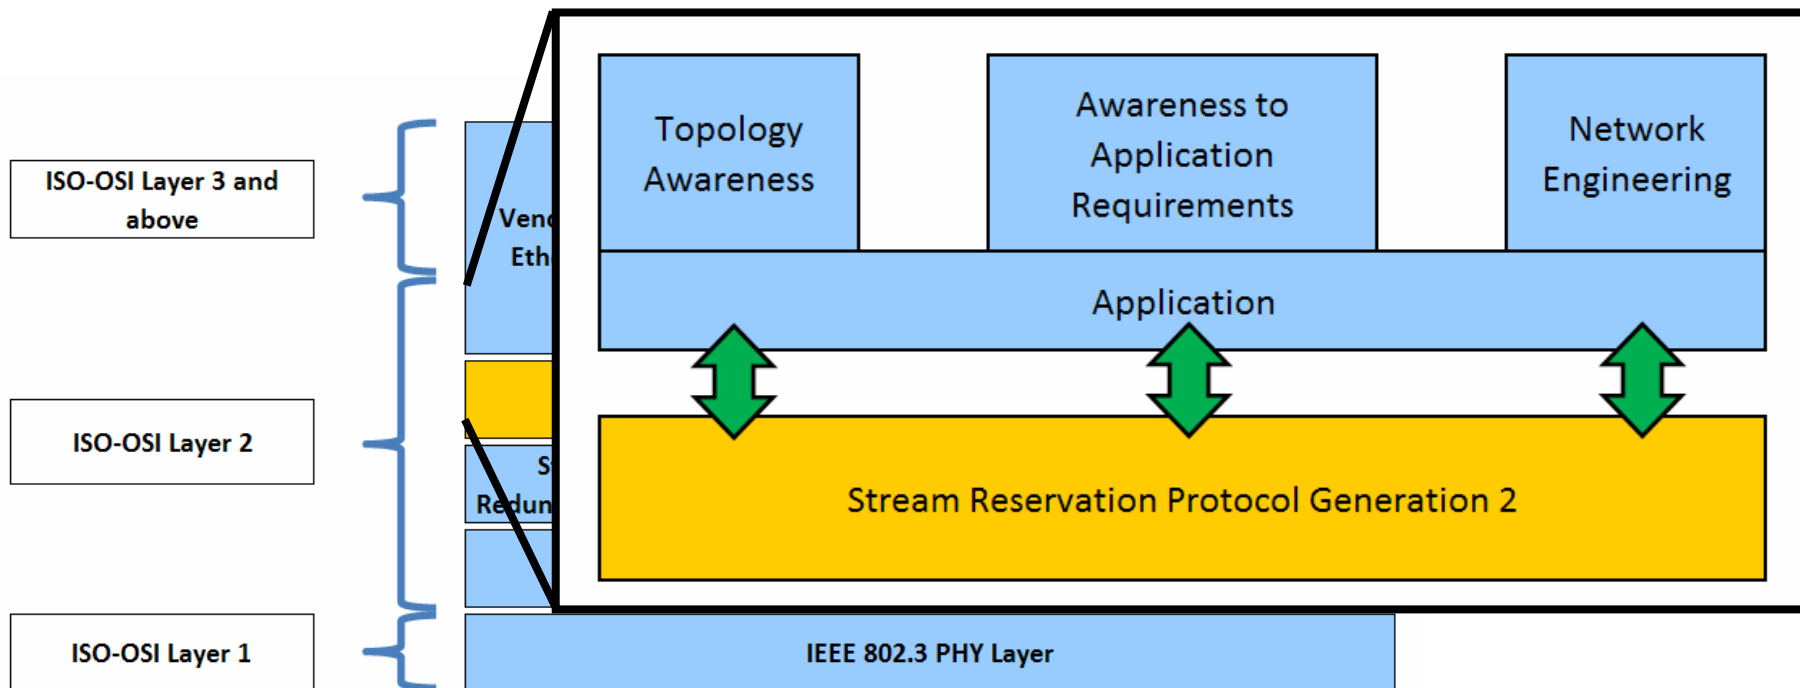 ISO-OSI Layer 3 and
above
ISO-OSI Layer 2
ISO-OSI Layer 1
Topology
Awareness
Awareness to
Application
Requirements
Network
Engineering
Application
Stream Reservation Protocol Generation 2
IEEE 802.3 PHY Layer